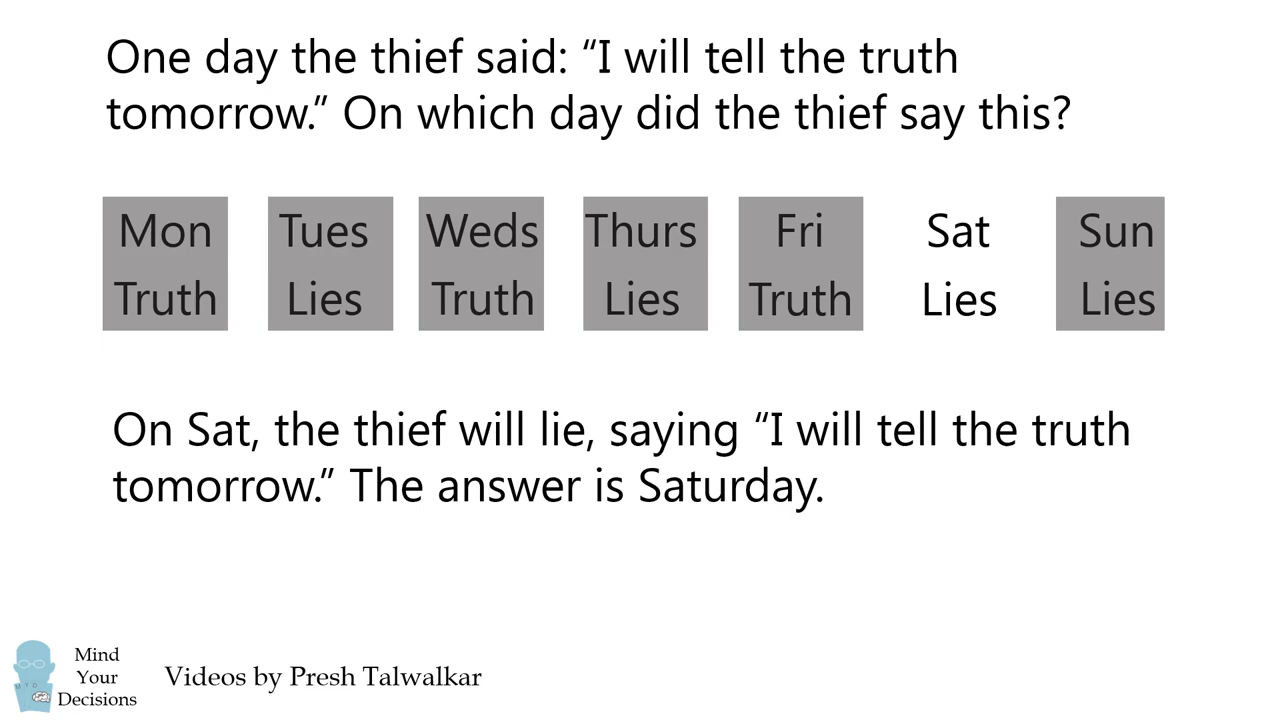 One day the thief said: “I will tell the truth
tomorrow.” On which day did the thief say this?
Mon Tues Weds Thurs Fri Sat Sun
Truth Lies Truth Lies Truth Lies Lies
On Sat, the thief will lie, saying “I will tell the truth
tomorrow.” The answer is Saturday.
Mind
Your
Decisions
Videos by Presh Talwalkar